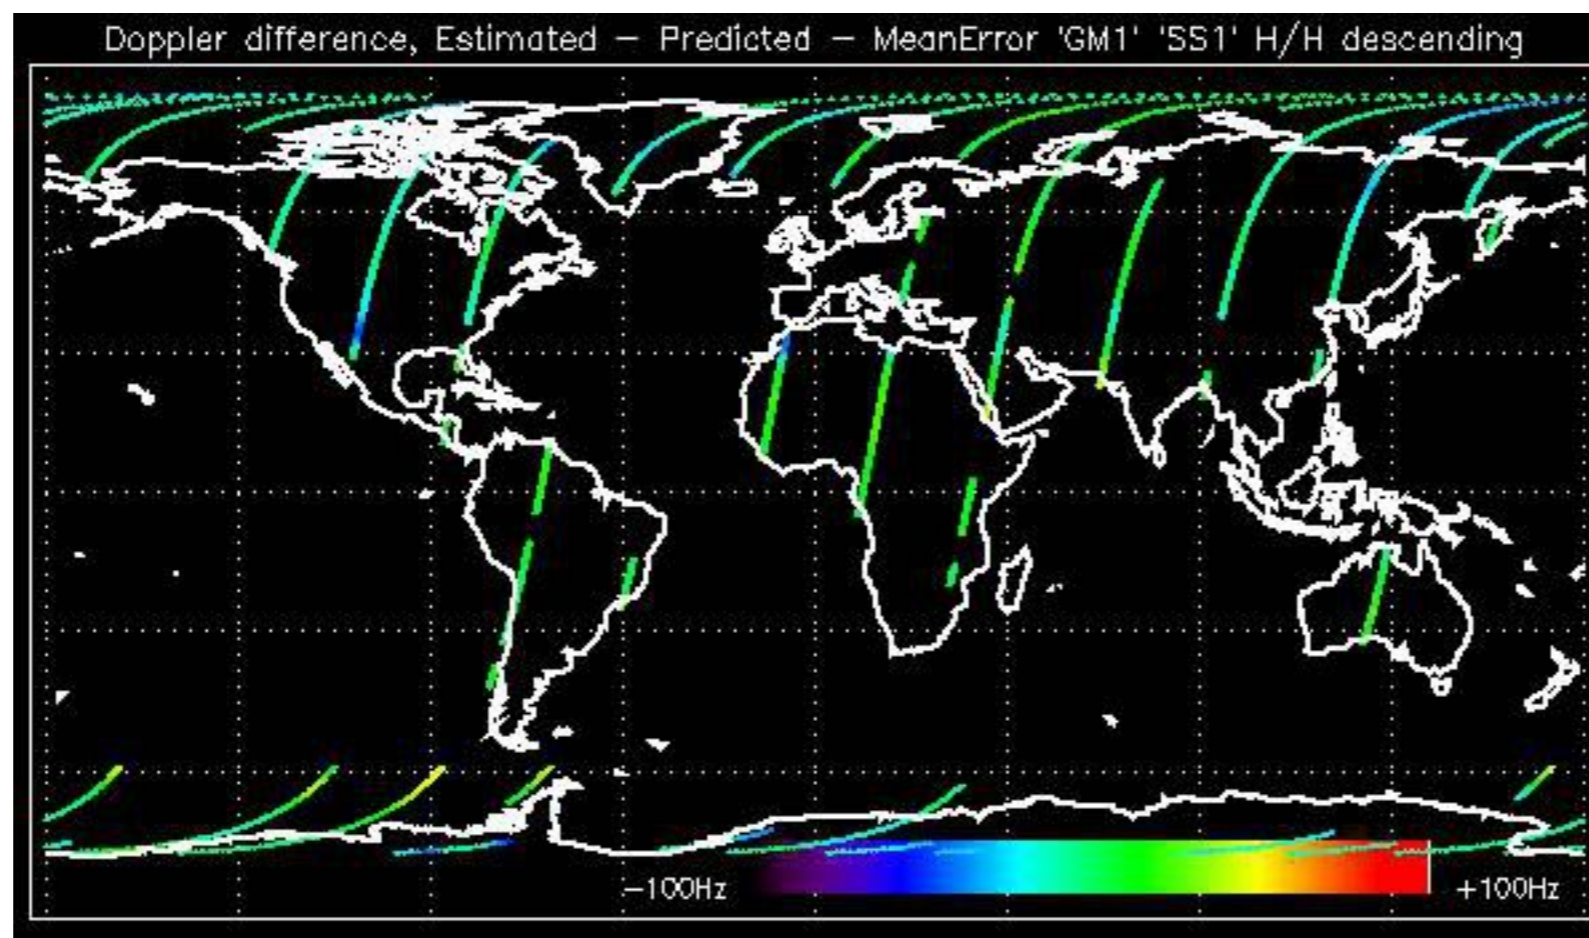 Doppler difference, Estimated – Predicted – MeanError 'GM1' 'SS1' H/H descending
–100Hz +100Hz